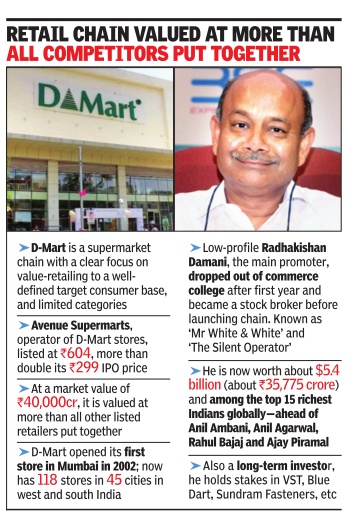 RETAIL CHAIN VALUED AT MORE THAN
ALL COMPETITORS PUT TOGETHER
D Mart
➤ D-Mart is a supermarket
chain with a clear focus on
value-retailing to a well-
defined target consumer base,
and limited categories
➤ Avenue Supermarts,
operator of D-Mart stores,
listed at ₹604, more than
double its ₹299 IPO price
➤ At a market value of
₹40,000cr, it is valued at
more than all other listed
retailers put together
➤ D-Mart opened its first
store in Mumbai in 2002; now
has 118 stores in 45 cities in
west and south India
➤ Low-profile Radhakishan
Damani, the main promoter,
dropped out of commerce
college after first year and
became a stock broker before
launching chain. Known as
‘Mr White & White’ and
‘The Silent Operator’
➤ He is now worth about $5.4
billion (about ₹35,775 crore)
and among the top 15 richest
Indians globally—ahead of
Anil Ambani, Anil Agarwal,
Rahul Bajaj and Ajay Piramal
➤ Also a long-term investor,
he holds stakes in VST, Blue
Dart, Sundram Fasteners, etc